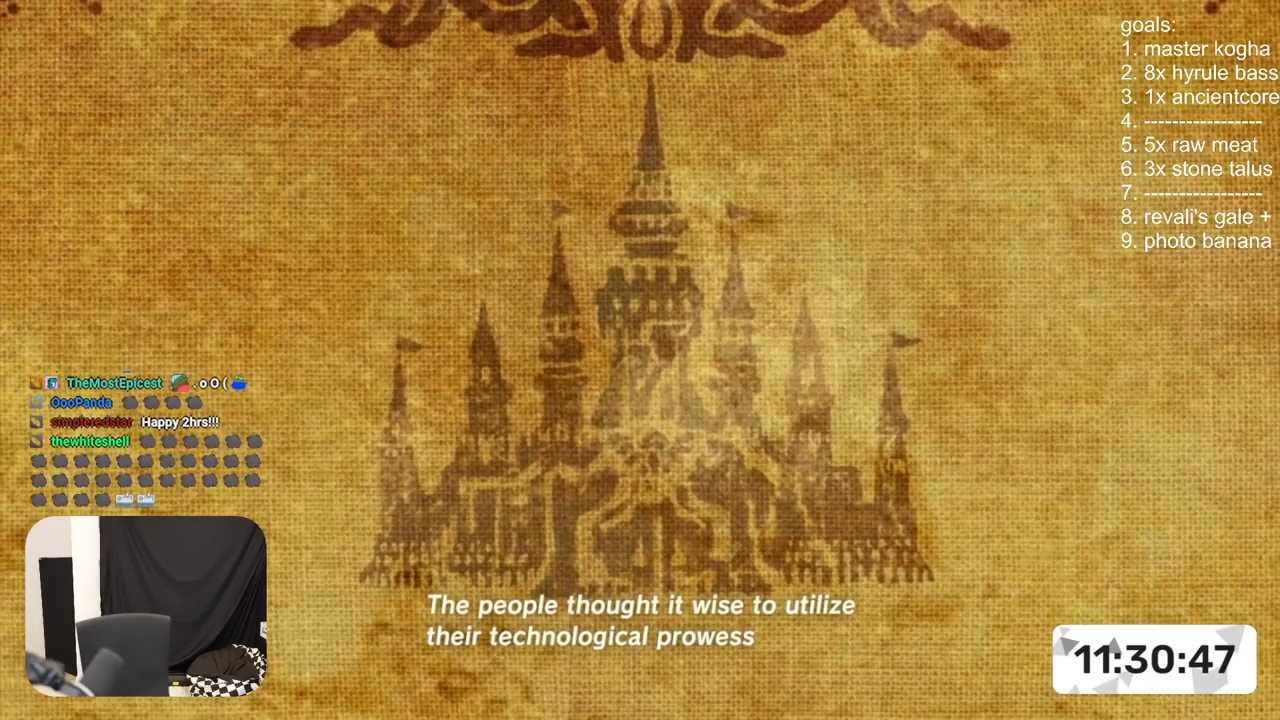 goals:
1. master kogha
2. 8x hyrule bass
3. 1x ancientcore
4. -----------------
5. 5x raw meat
6. 3x stone talus
7. -----------------
8. revali's gale +
9. photo banana
TheMostEpicest . o O (
OooPanda
simpleredstar Happy 2hrs!!!
thewhiteshell
The people thought it wise to utilize
their technological prowess
11:30:47